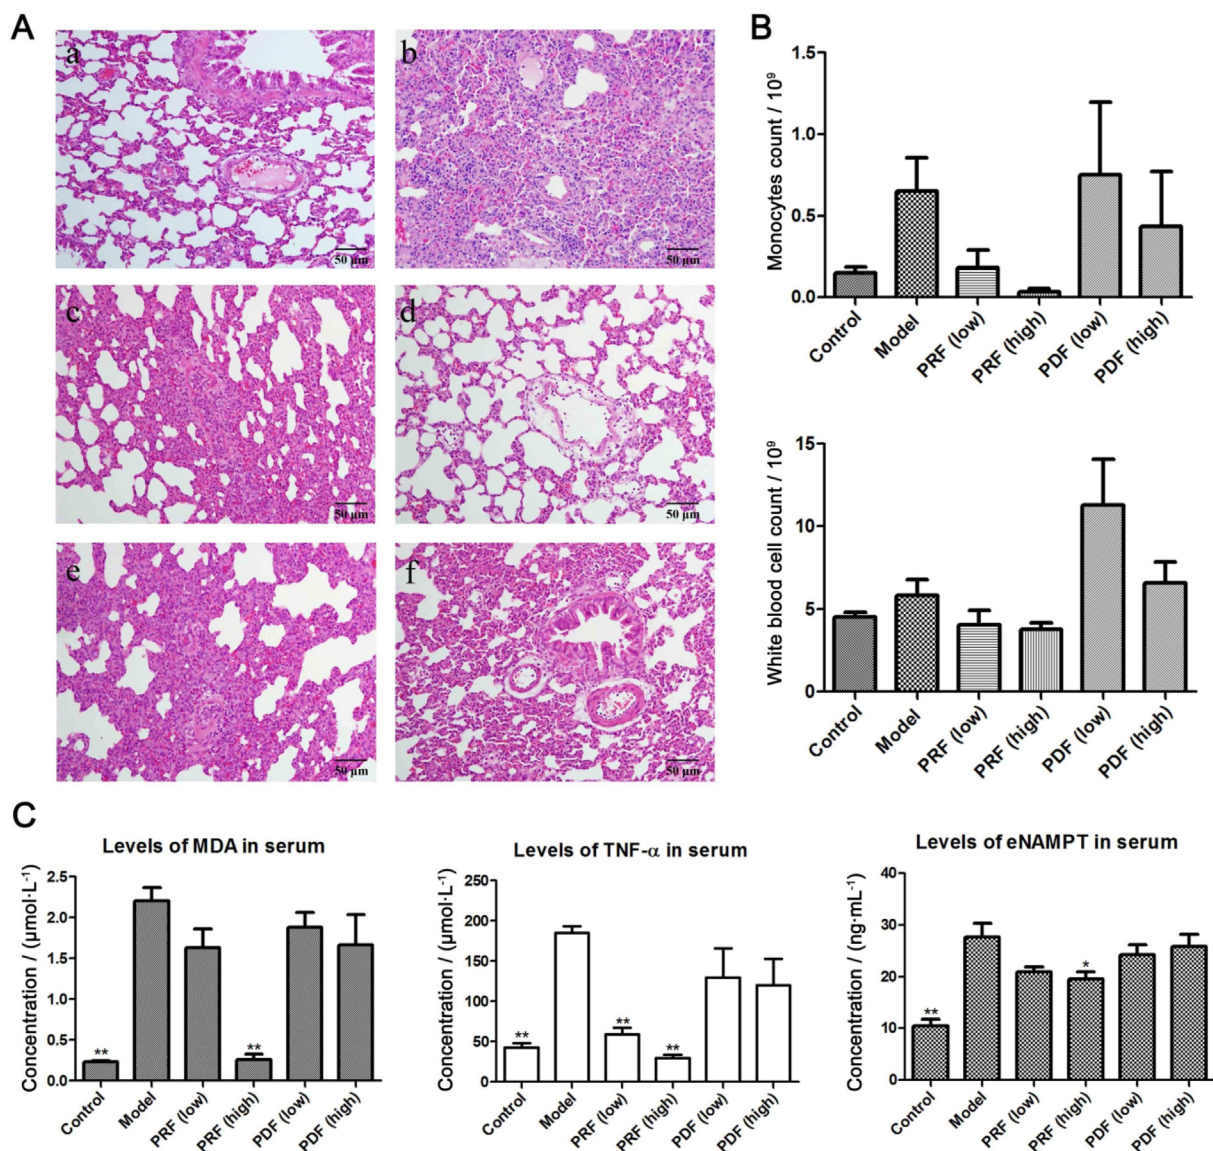 A
a
50 µm
b
50 µm
c
50 µm
d
50 µm
e
50 µm
f
50 µm
B
Monocytes count / 10⁹
1.5
1.0
0.5
0.0
Control
Model
PRF (low)
PRF (high)
PDF (low)
PDF (high)
White blood cell count / 10⁹
15
10
5
0
Control
Model
PRF (low)
PRF (high)
PDF (low)
PDF (high)
C
Levels of MDA in serum
Concentration / (µmol·L⁻¹)
2.5
2.0
1.5
1.0
0.5
0.0
**
**
Control
Model
PRF (low)
PRF (high)
PDF (low)
PDF (high)
Levels of TNF-α in serum
Concentration / (µmol·L⁻¹)
250
200
150
100
50
0
**
**
**
Control
Model
PRF (low)
PRF (high)
PDF (low)
PDF (high)
Levels of eNAMPT in serum
Concentration / (ng·mL⁻¹)
40
30
20
10
0
**
*
Control
Model
PRF (low)
PRF (high)
PDF (low)
PDF (high)